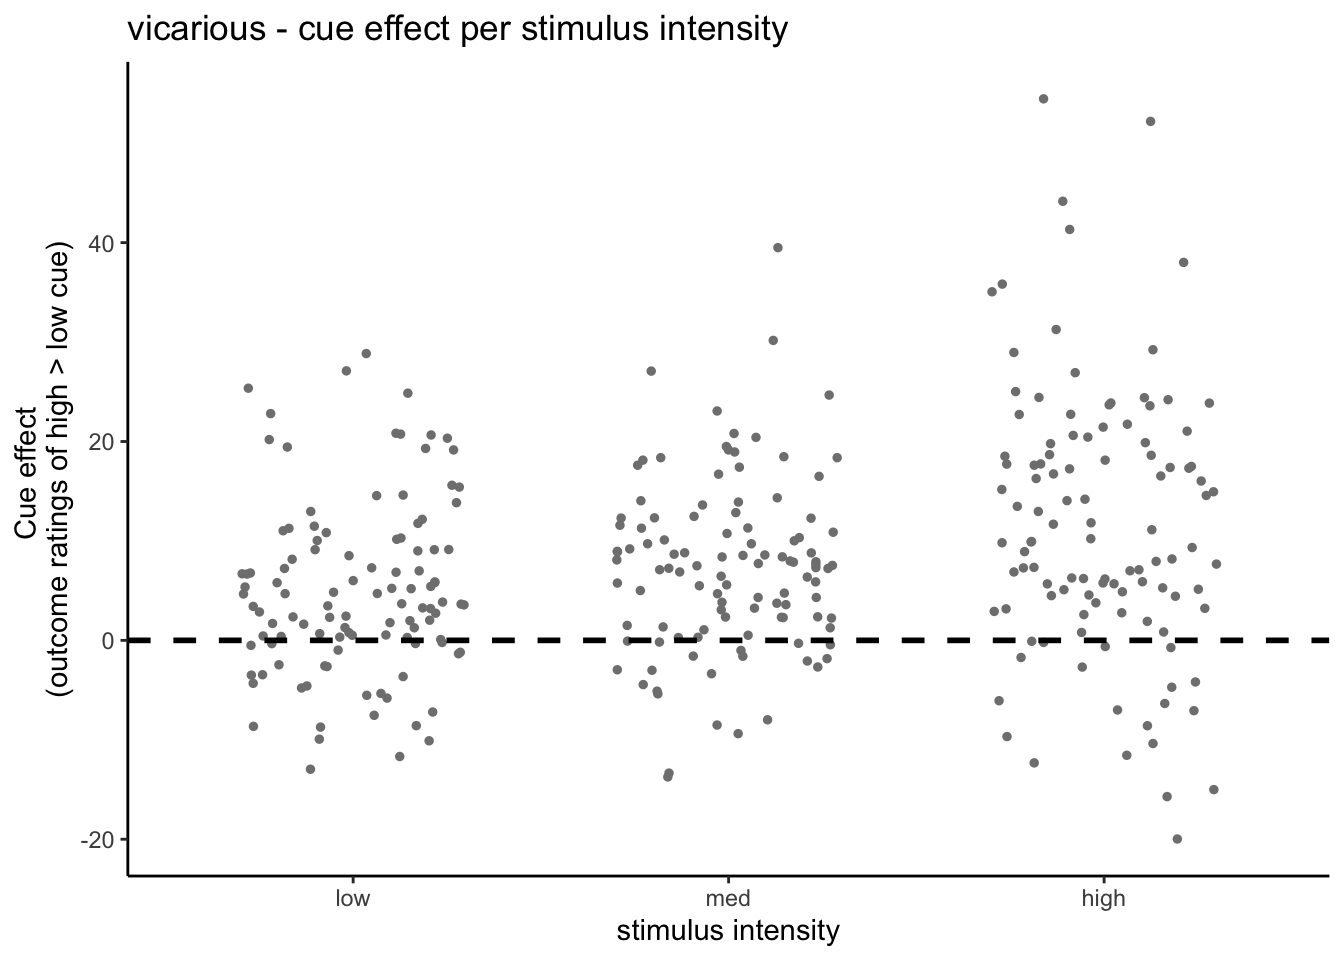 vicarious - cue effect per stimulus intensity
Cue effect
(outcome ratings of high > low cue)
40
20
0
-20
low
med
high
stimulus intensity